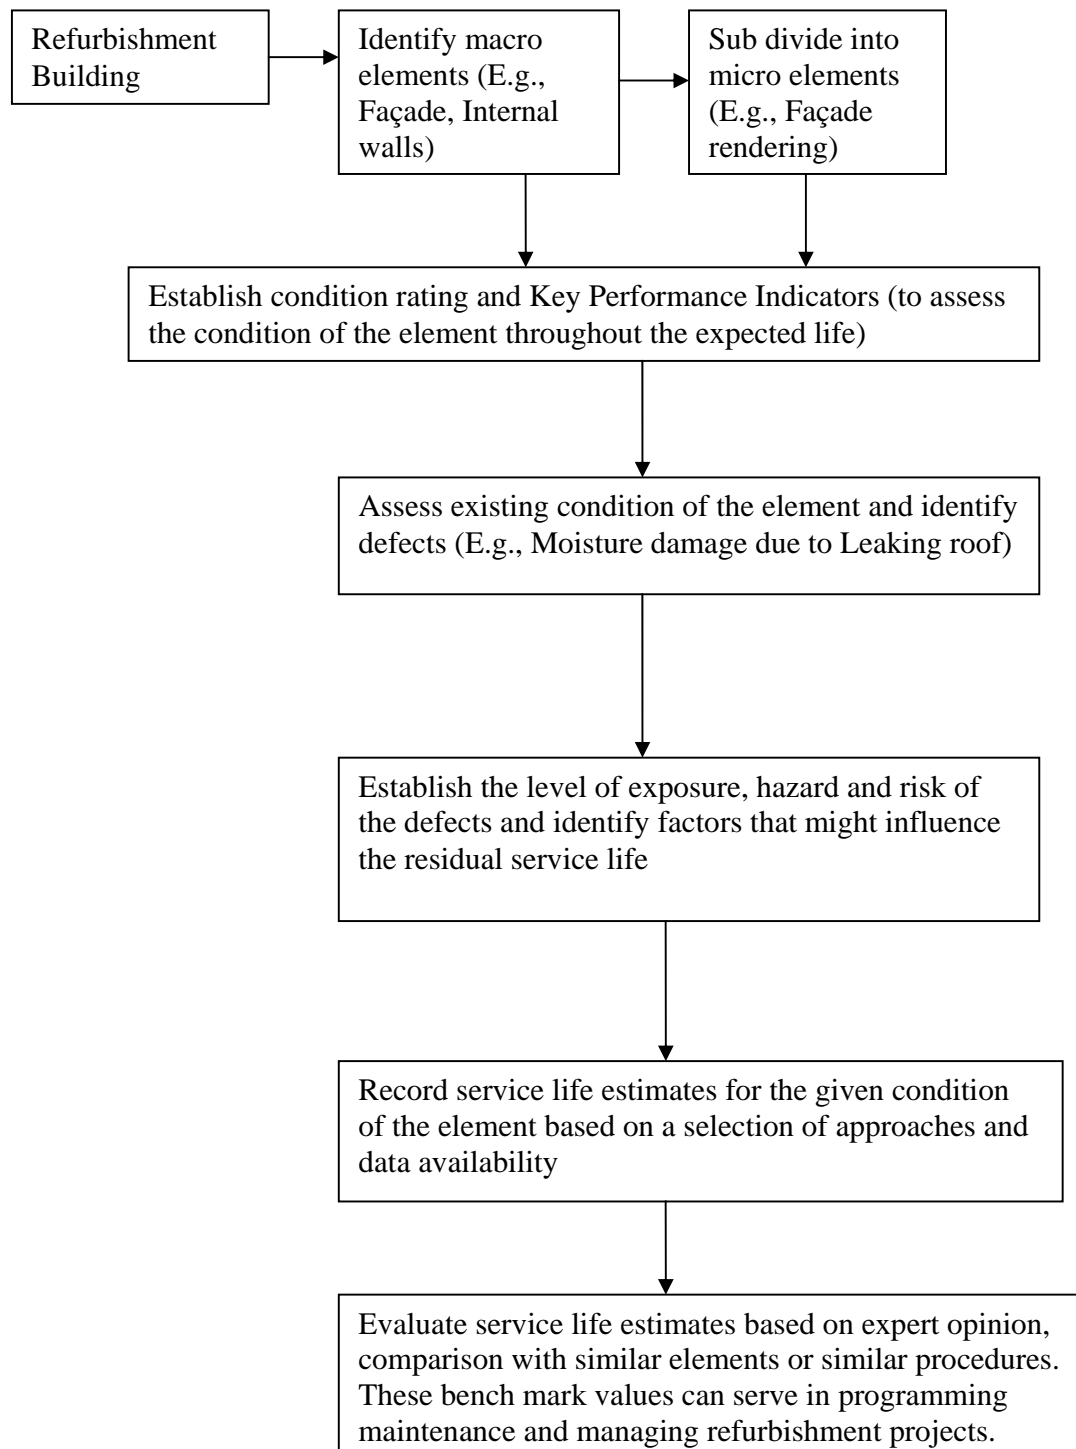 Refurbishment
Building
Identify macro
elements (E.g.,
Façade, Internal
walls)
Sub divide into
micro elements
(E.g., Façade
rendering)
Establish condition rating and Key Performance Indicators (to assess
the condition of the element throughout the expected life)
Assess existing condition of the element and identify
defects (E.g., Moisture damage due to Leaking roof)
Establish the level of exposure, hazard and risk of
the defects and identify factors that might influence
the residual service life
Record service life estimates for the given condition
of the element based on a selection of approaches and
data availability
Evaluate service life estimates based on expert opinion,
comparison with similar elements or similar procedures.
These bench mark values can serve in programming
maintenance and managing refurbishment projects.